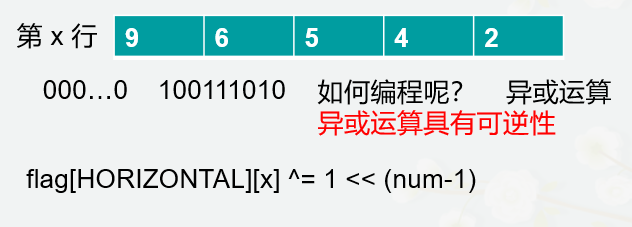 第 x 行 9 6 5 4 2
000…0 100111010 如何编程呢？ 异或运算
异或运算具有可逆性
flag[HORIZONTAL][x] ^= 1 << (num-1)